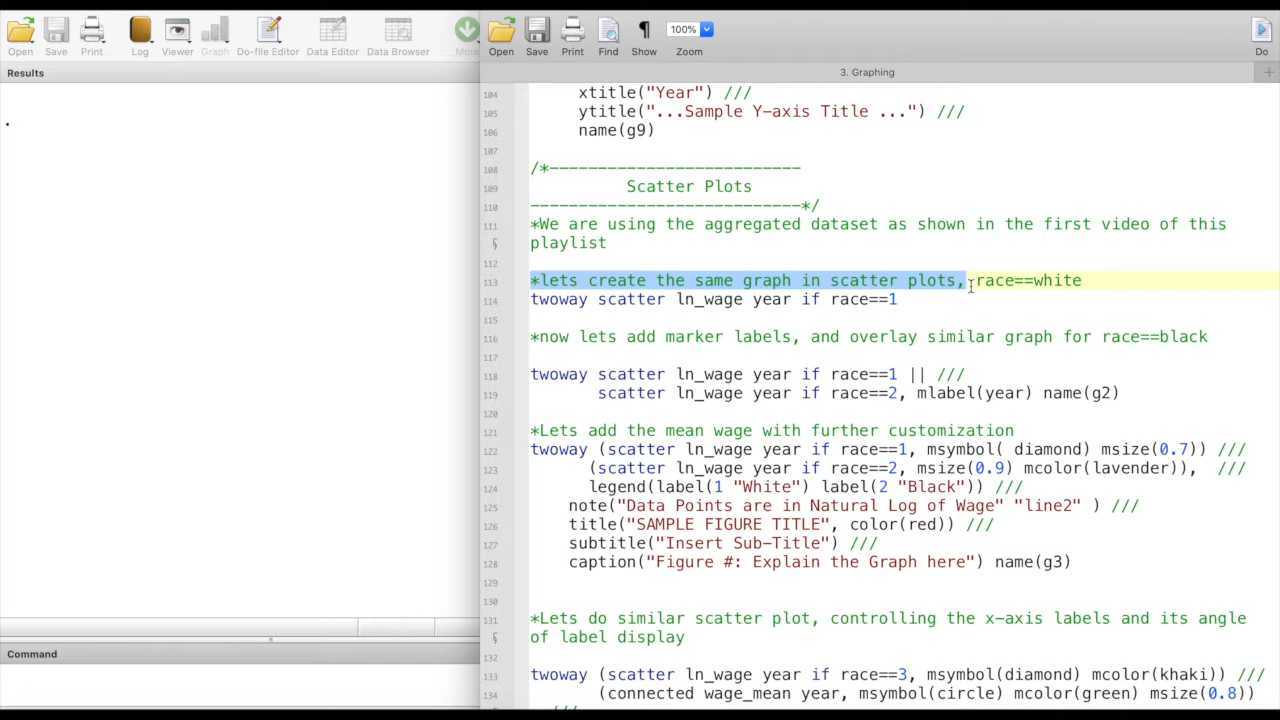 Open Save Print Log Viewer Graph Do-file Editor Data Editor Data Browser More
Results
.
Command
Open Save Print Find Show 100% Zoom Do
3. Graphing
104 xtitle("Year") ///
105 ytitle("...Sample Y-axis Title ...") ///
106 name(g9)
107
108 /*--------------------------
109 Scatter Plots
110 ----------------------------*/
111 *We are using the aggregated dataset as shown in the first video of this
playlist
112
113 *lets create the same graph in scatter plots, race==white
114 twoway scatter ln_wage year if race==1
115
116 *now lets add marker labels, and overlay similar graph for race==black
117
118 twoway scatter ln_wage year if race==1 || ///
119 scatter ln_wage year if race==2, mlabel(year) name(g2)
120
121 *Lets add the mean wage with further customization
122 twoway (scatter ln_wage year if race==1, msymbol( diamond) msize(0.7)) ///
123 (scatter ln_wage year if race==2, msize(0.9) mcolor(lavender)), ///
124 legend(label(1 "White") label(2 "Black")) ///
125 note("Data Points are in Natural Log of Wage" "line2" ) ///
126 title("SAMPLE FIGURE TITLE", color(red)) ///
127 subtitle("Insert Sub-Title") ///
128 caption("Figure #: Explain the Graph here") name(g3)
129
130
131 *Lets do similar scatter plot, controlling the x-axis labels and its angle
of label display
132
133 twoway (scatter ln_wage year if race==3, msymbol(diamond) mcolor(khaki)) ///
134 (connected wage_mean year, msymbol(circle) mcolor(green) msize(0.8))
///